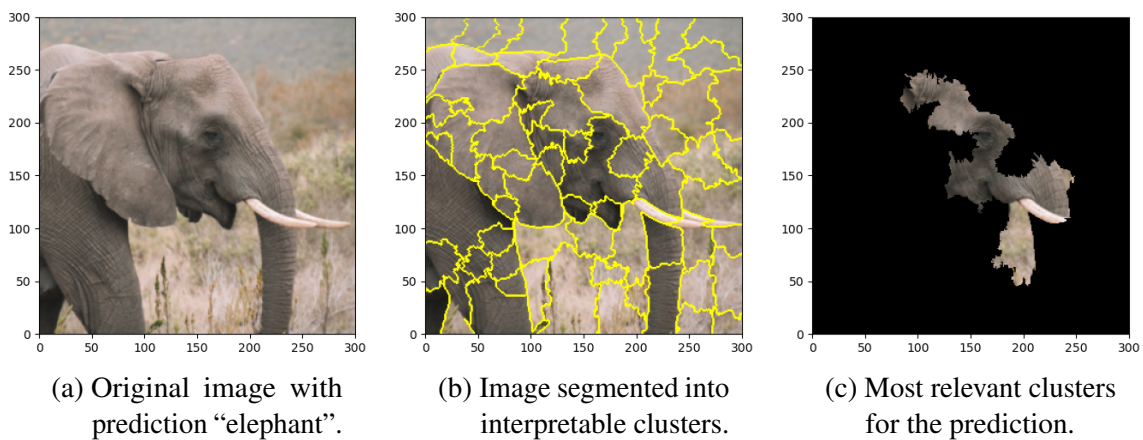 300
250
200
150
100
50
0
0 50 100 150 200 250 300
300
250
200
150
100
50
0
0 50 100 150 200 250 300
300
250
200
150
100
50
0
0 50 100 150 200 250 300
(a) Original image with
prediction “elephant”.
(b) Image segmented into
interpretable clusters.
(c) Most relevant clusters
for the prediction.